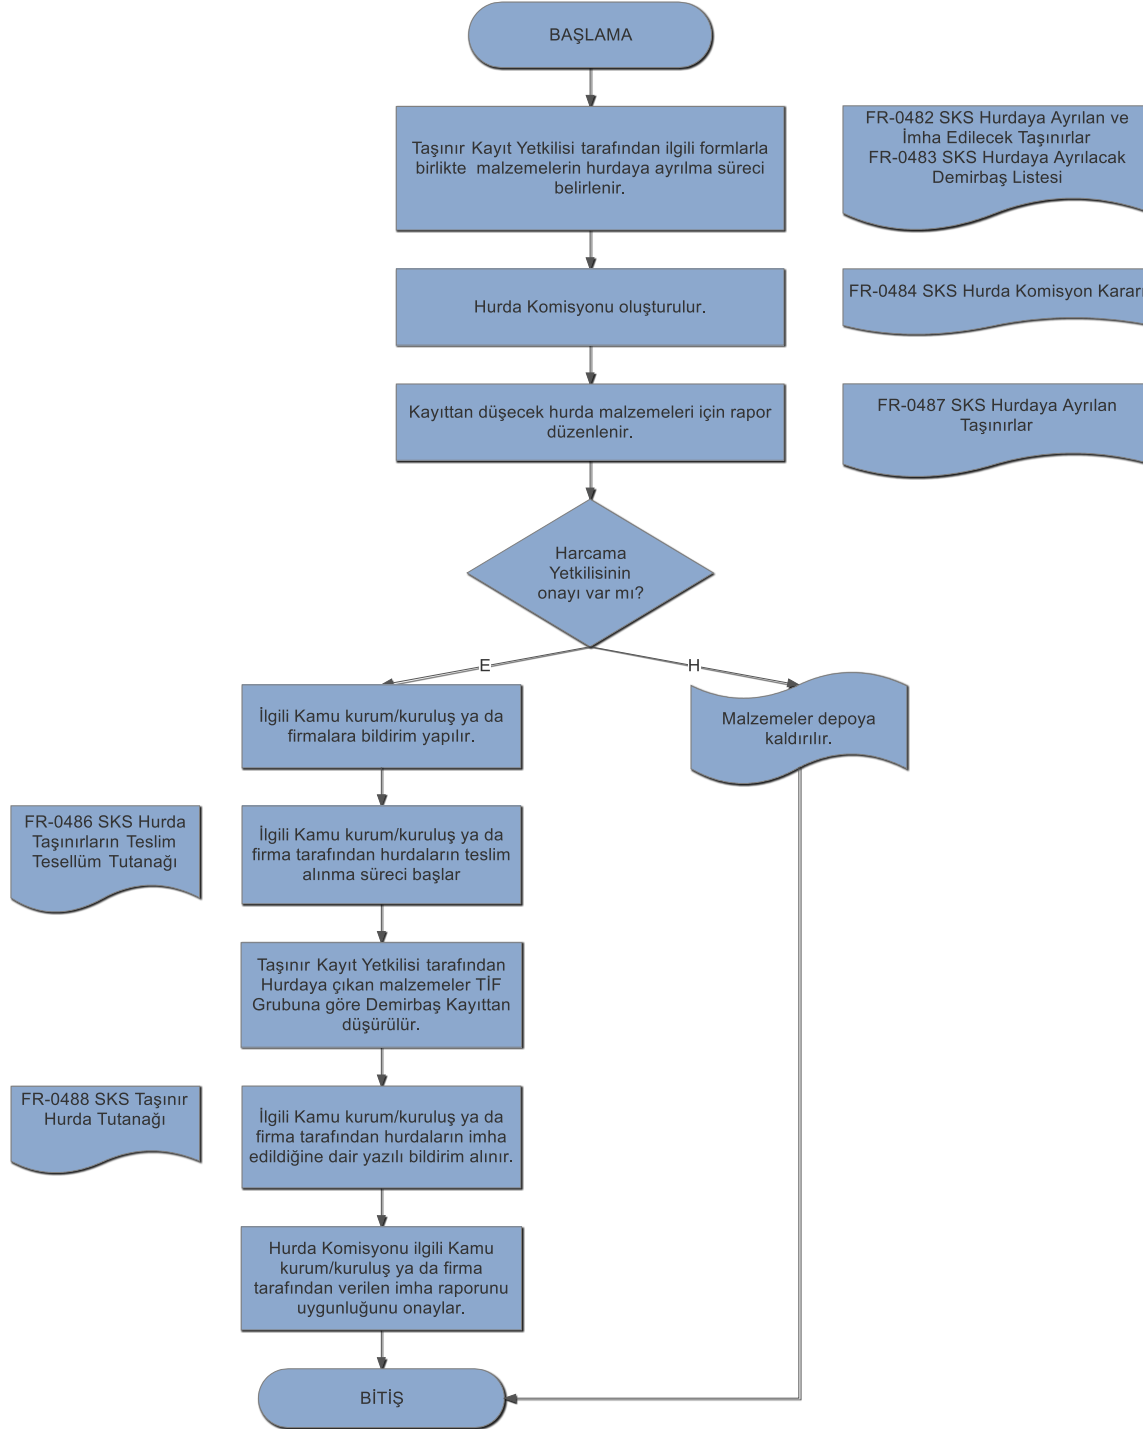 BAŞLAMA
Taşınır Kayıt Yetkilisi tarafından ilgili formlarla
birlikte malzemelerin hurdaya ayrılma süreci
belirlenir.
FR-0482 SKS Hurdaya Ayrılan ve
İmha Edilecek Taşınırlar
FR-0483 SKS Hurdaya Ayrılacak
Demirbaş Listesi
Hurda Komisyonu oluşturulur.
FR-0484 SKS Hurda Komisyon Kararı
Kayıttan düşecek hurda malzemeleri için rapor
düzenlenir.
FR-0487 SKS Hurdaya Ayrılan
Taşınırlar
Harcama
Yetkilisinin
onayı var mı?
E
H
İlgili Kamu kurum/kuruluş ya da
firmalara bildirim yapılır.
Malzemeler depoya
kaldırılır.
FR-0486 SKS Hurda
Taşınırların Teslim
Tesellüm Tutanağı
İlgili Kamu kurum/kuruluş ya da
firma tarafından hurdaların teslim
alınma süreci başlar
Taşınır Kayıt Yetkilisi tarafından
Hurdaya çıkan malzemeler TİF
Grubuna göre Demirbaş Kayıttan
düşürülür.
FR-0488 SKS Taşınır
Hurda Tutanağı
İlgili Kamu kurum/kuruluş ya da
firma tarafından hurdaların imha
edildiğine dair yazılı bildirim alınır.
Hurda Komisyonu ilgili Kamu
kurum/kuruluş ya da firma
tarafından verilen imha raporunu
uygunluğunu onaylar.
BİTİŞ